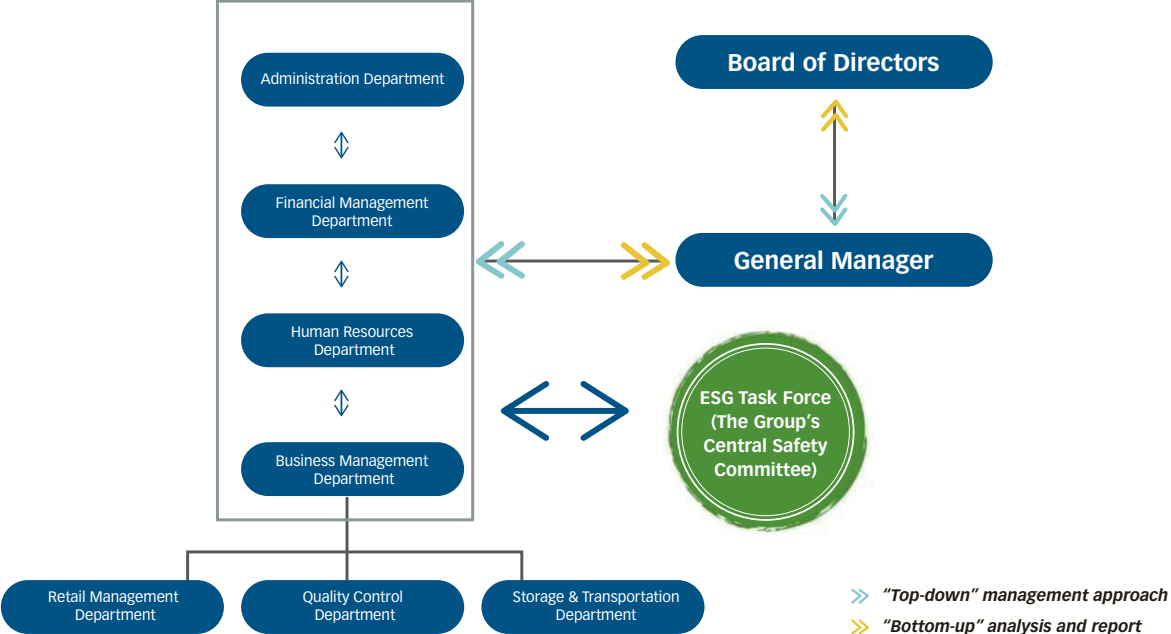 Administration Department
Financial Management
Department
Human Resources
Department
Business Management
Department
Retail Management
Department
Quality Control
Department
Storage & Transportation
Department
Board of Directors
General Manager
ESG Task Force
(The Group’s
Central Safety
Committee)
“Top-down” management approach
“Bottom-up” analysis and report